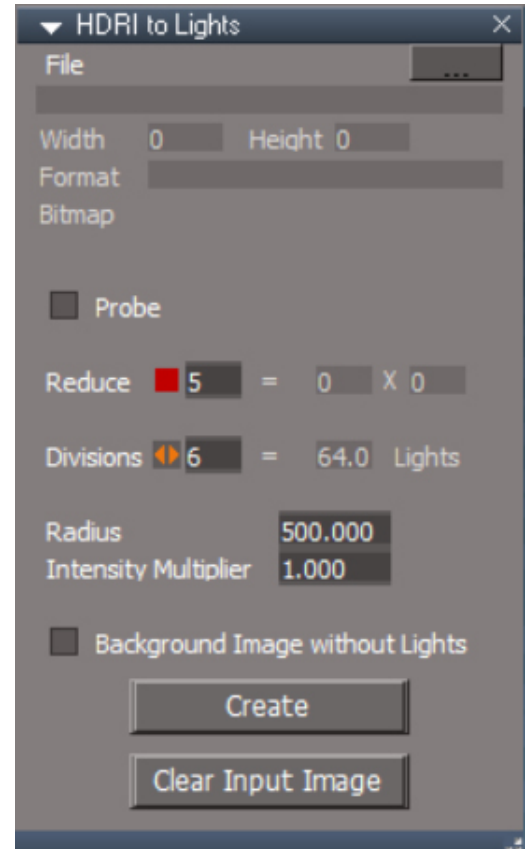 HDRI to Lights
File ...
Width 0 Height 0
Format
Bitmap
Probe
Reduce 5 = 0 X 0
Divisions 6 = 64.0 Lights
Radius 500.000
Intensity Multiplier 1.000
Background Image without Lights
Create
Clear Input Image